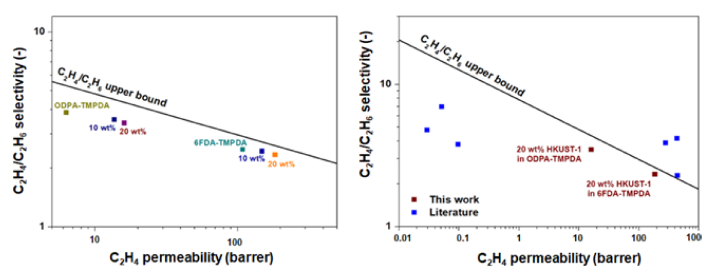 10
C₂H₄/C₂H₆ upper bound
ODPA-TMPDA
10 wt%
20 wt%
6FDA-TMPDA
10 wt%
20 wt%
1
10
100
C₂H₄/C₂H₆ selectivity (-)
C₂H₄ permeability (barrer)
C₂H₄/C₂H₆ upper bound
10
20 wt% HKUST-1
in ODPA-TMPDA
20 wt% HKUST-1
in 6FDA-TMPDA
This work
Literature
1
0.01
0.1
1
10
100
C₂H₄/C₂H₆ selectivity (-)
C₂H₄ permeability (barrer)